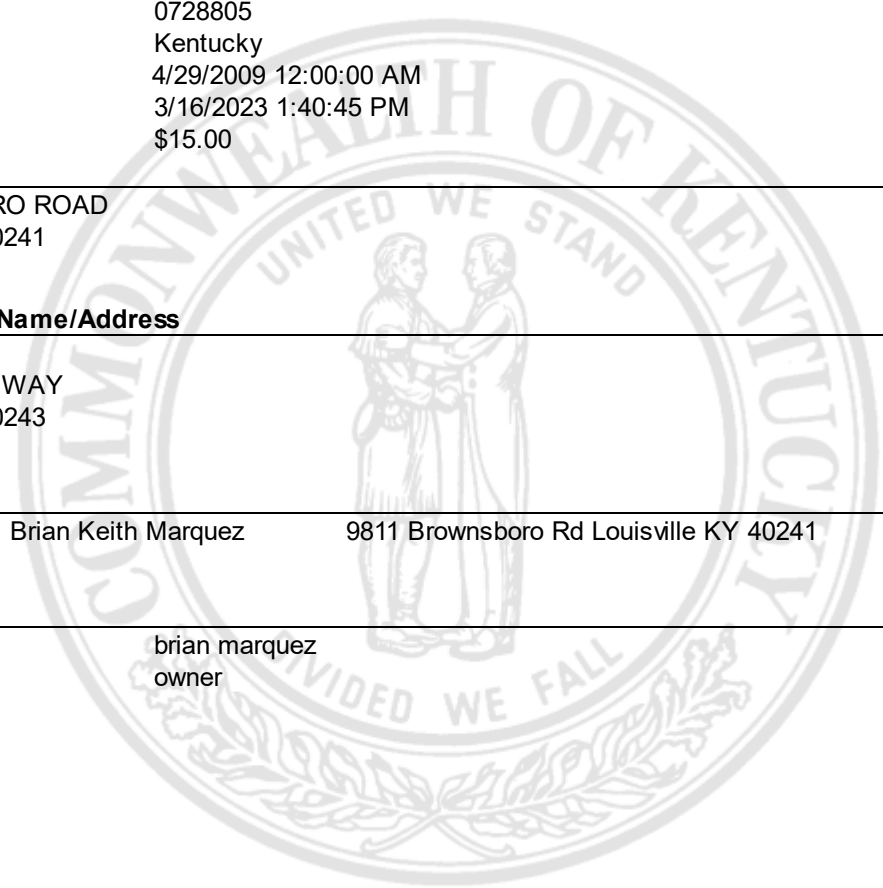 0728805
Kentucky
4/29/2009 12:00:00 AM
3/16/2023 1:40:45 PM
$15.00
RO ROAD
0241
Name/Address
WAY
0243
Brian Keith Marquez 9811 Brownsboro Rd Louisville KY 40241
brian marquez
owner
COMMONWEALTH OF KENTUCKY
UNITED WE STAND
DIVIDED WE FALL